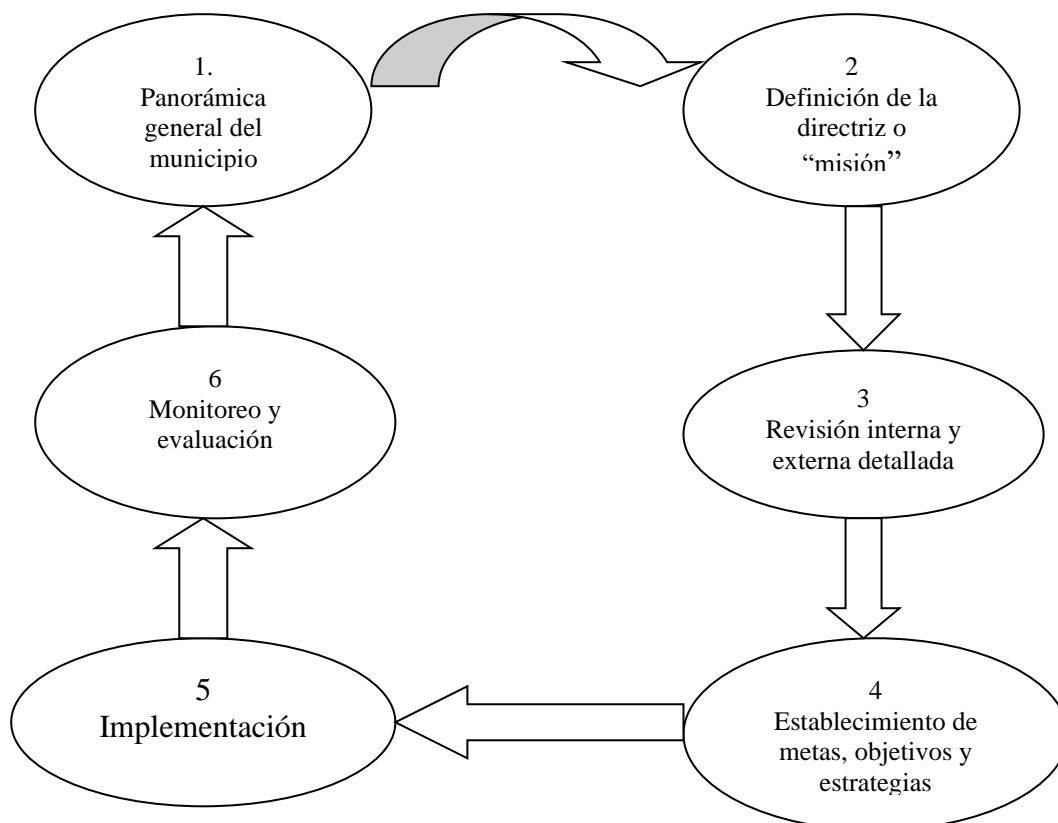 1.
Panorámica
general del
municipio
2
Definición de la
directriz o
“misión”
3
Revisión interna y
externa detallada
4
Establecimiento de
metas, objetivos y
estrategias
5
Implementación
6
Monitoreo y
evaluación